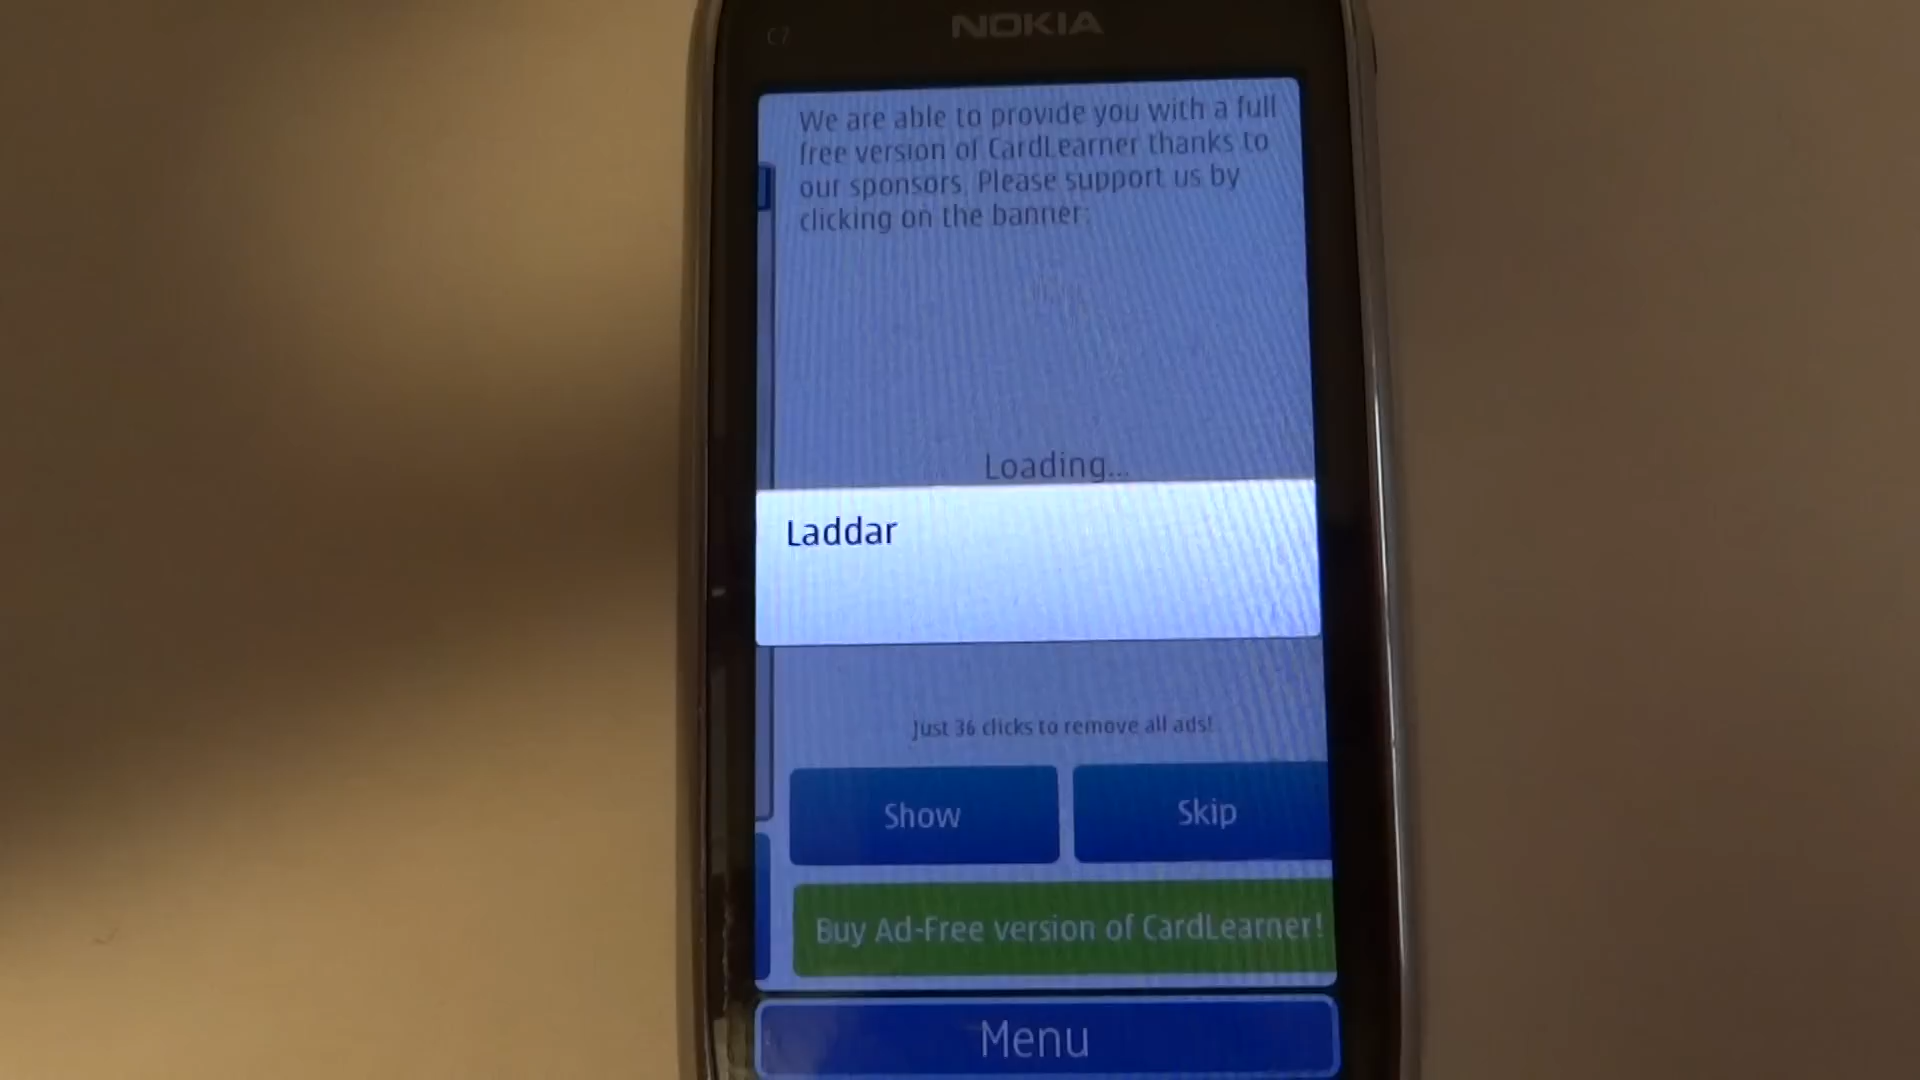 C7
NOKIA
We are able to provide you with a full
free version of CardLearner thanks to
our sponsors. Please support us by
clicking on the banner:
Loading...
Laddar
Just 36 clicks to remove all ads!
Show
Skip
Buy Ad-Free version of CardLearner!
Menu